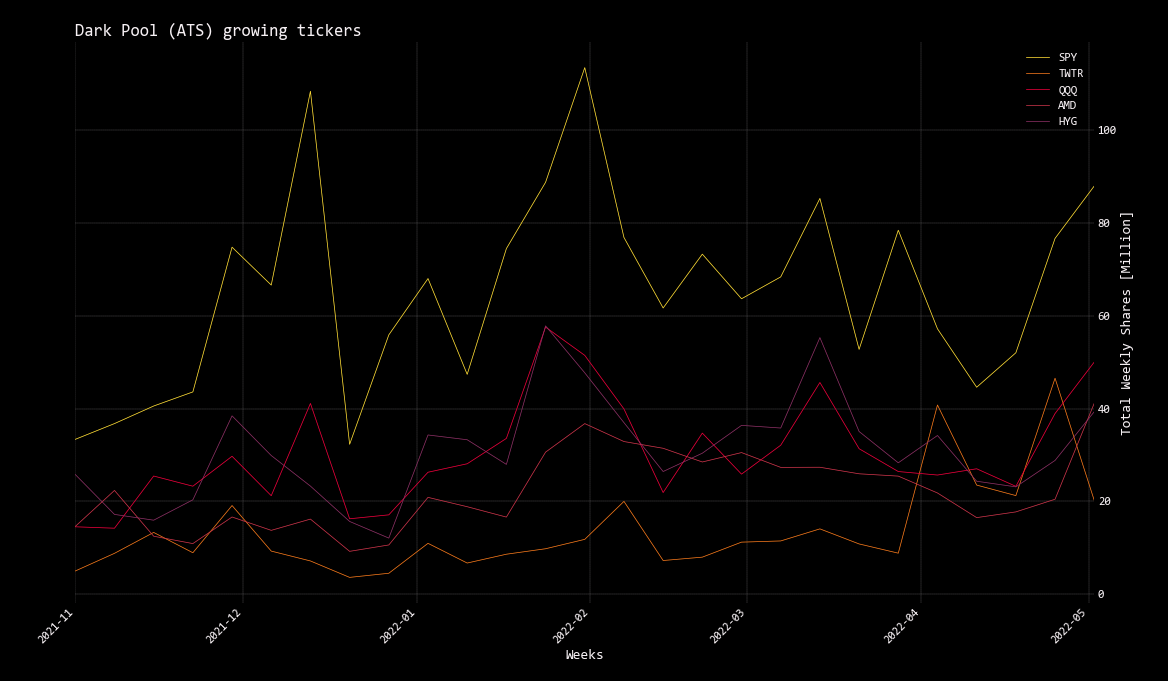 Dark Pool (ATS) growing tickers
SPY
TWTR
QQQ
AMD
HYG
100
80
60
40
20
0
Total Weekly Shares [Million]
2021-11
2021-12
2022-01
2022-02
2022-03
2022-04
2022-05
Weeks